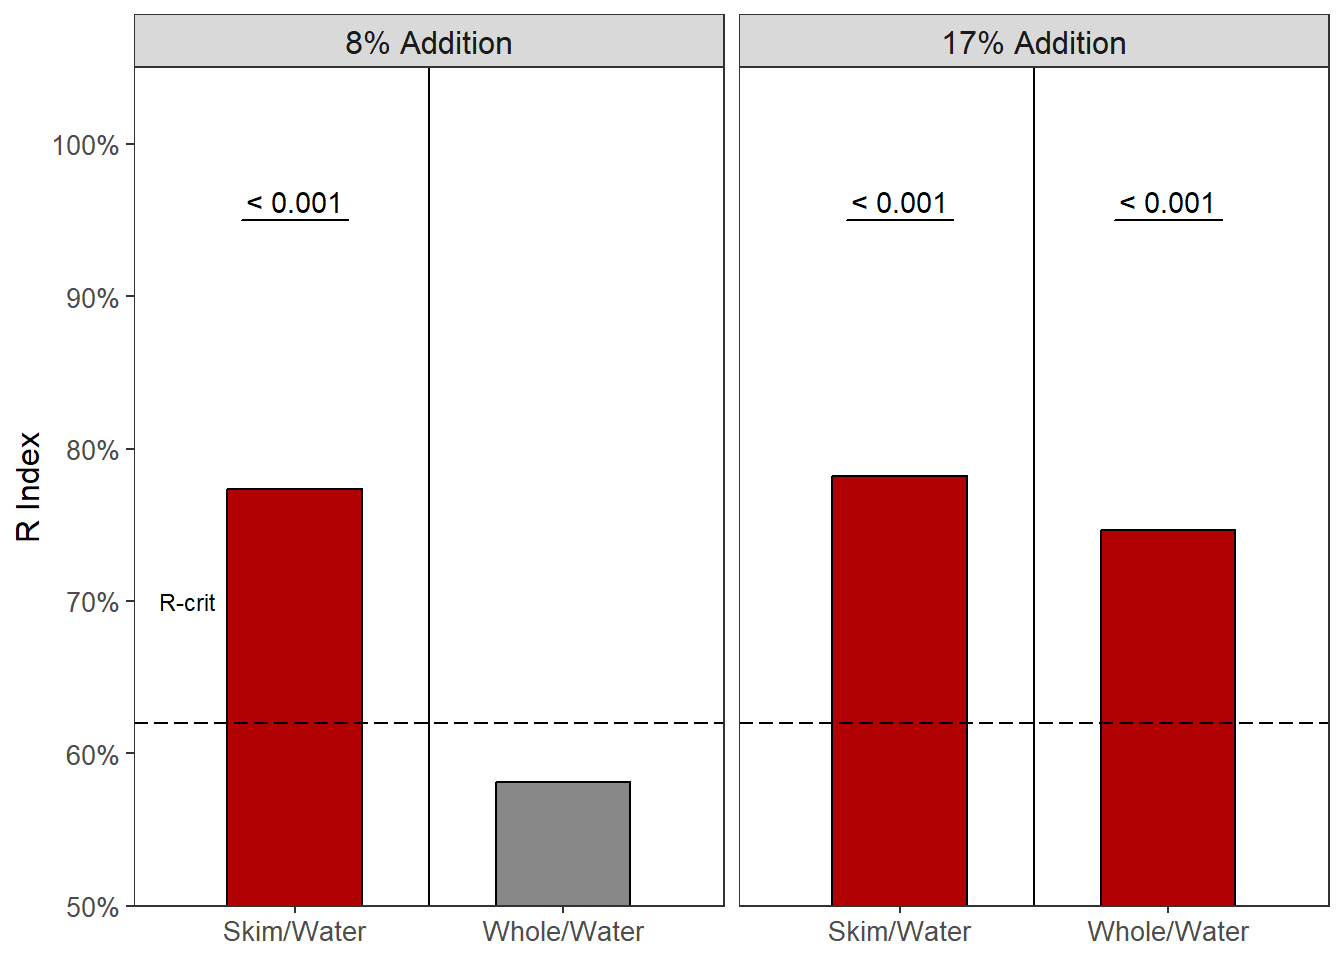 8% Addition
17% Addition
100%
90%
80%
70%
60%
50%
R Index
< 0.001
< 0.001
< 0.001
R-crit
Skim/Water
Whole/Water
Skim/Water
Whole/Water